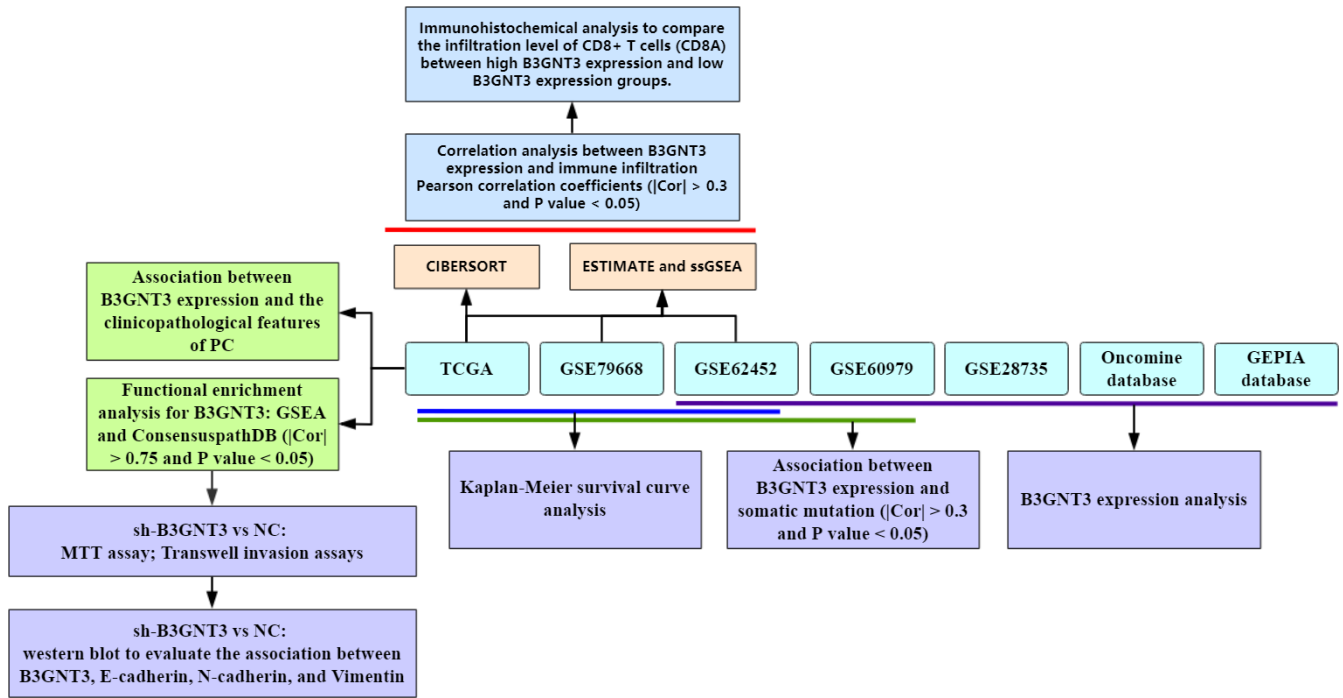 Immunohistochemical analysis to compare
the infiltration level of CD8+ T cells (CD8A)
between high B3GNT3 expression and low
B3GNT3 expression groups.
Correlation analysis between B3GNT3
expression and immune infiltration
Pearson correlation coefficients (|Cor| > 0.3
and P value < 0.05)
CIBERSORT
ESTIMATE and ssGSEA
Association between
B3GNT3 expression and the
clinicopathological features
of PC
TCGA
GSE79668
GSE62452
GSE60979
GSE28735
Oncomine
database
GEPIA
database
Functional enrichment
analysis for B3GNT3: GSEA
and ConsensuspathDB (|Cor|
> 0.75 and P value < 0.05)
Kaplan-Meier survival curve
analysis
Association between
B3GNT3 expression and
somatic mutation (|Cor| > 0.3
and P value < 0.05)
B3GNT3 expression analysis
sh-B3GNT3 vs NC:
MTT assay; Transwell invasion assays
sh-B3GNT3 vs NC:
western blot to evaluate the association between
B3GNT3, E-cadherin, N-cadherin, and Vimentin